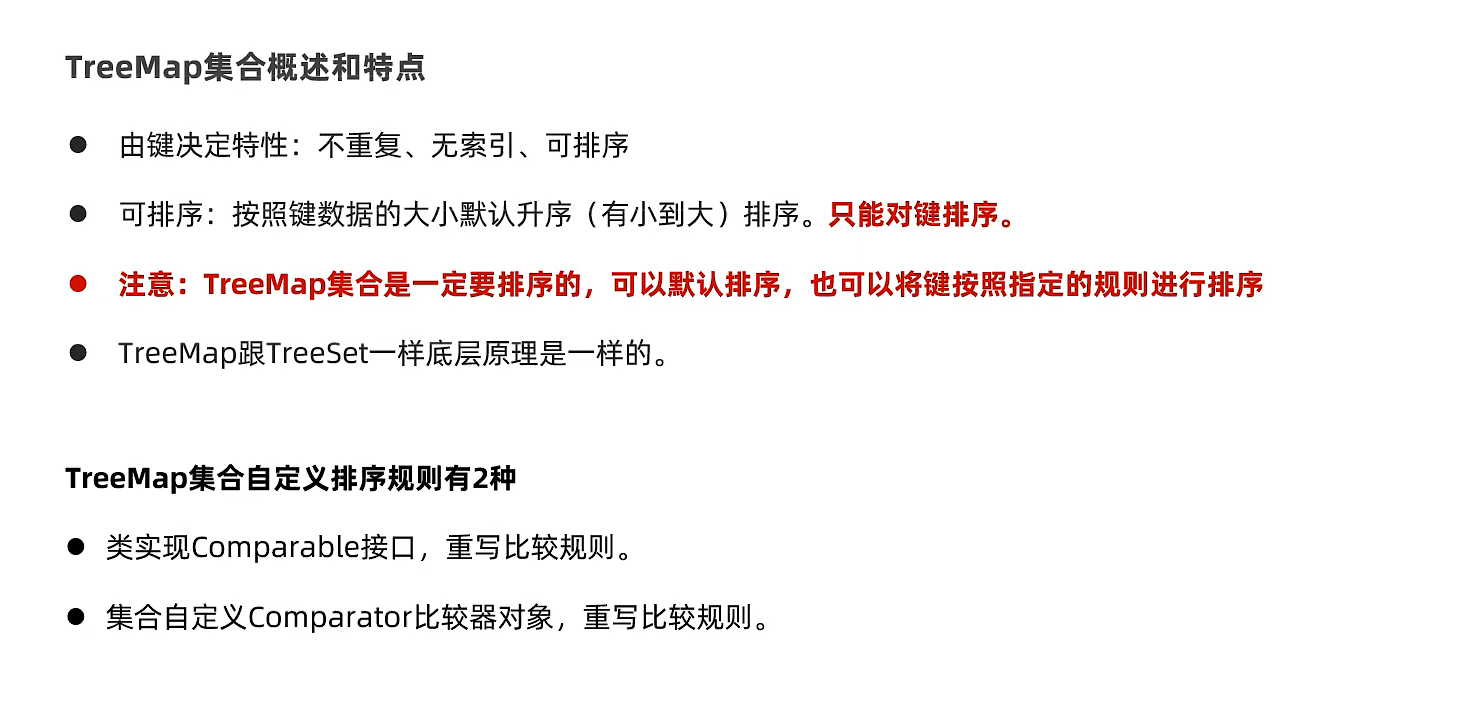 TreeMap集合概述和特点
● 由键决定特性：不重复、无索引、可排序
● 可排序：按照键数据的大小默认升序（有小到大）排序。只能对键排序。
● 注意：TreeMap集合是一定要排序的，可以默认排序，也可以将键按照指定的规则进行排序
● TreeMap跟TreeSet一样底层原理是一样的。
TreeMap集合自定义排序规则有2种
● 类实现Comparable接口，重写比较规则。
● 集合自定义Comparator比较器对象，重写比较规则。